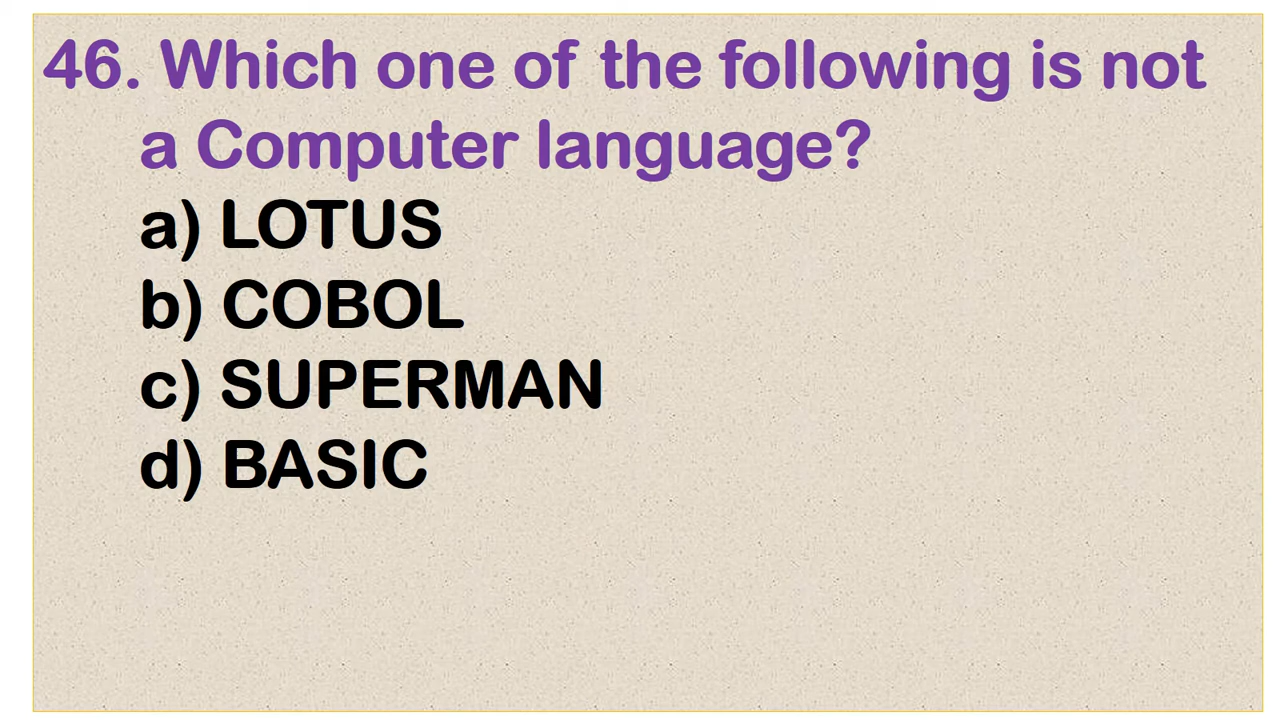 46. Which one of the following is not
a Computer language?
a) LOTUS
b) COBOL
c) SUPERMAN
d) BASIC